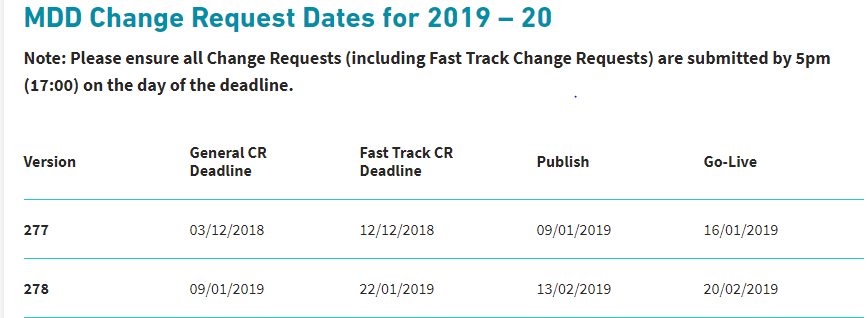 MDD Change Request Dates for 2019 – 20
Note: Please ensure all Change Requests (including Fast Track Change Requests) are submitted by 5pm
(17:00) on the day of the deadline.
Version General CR Deadline Fast Track CR Deadline Publish Go-Live
277 03/12/2018 12/12/2018 09/01/2019 16/01/2019
278 09/01/2019 22/01/2019 13/02/2019 20/02/2019